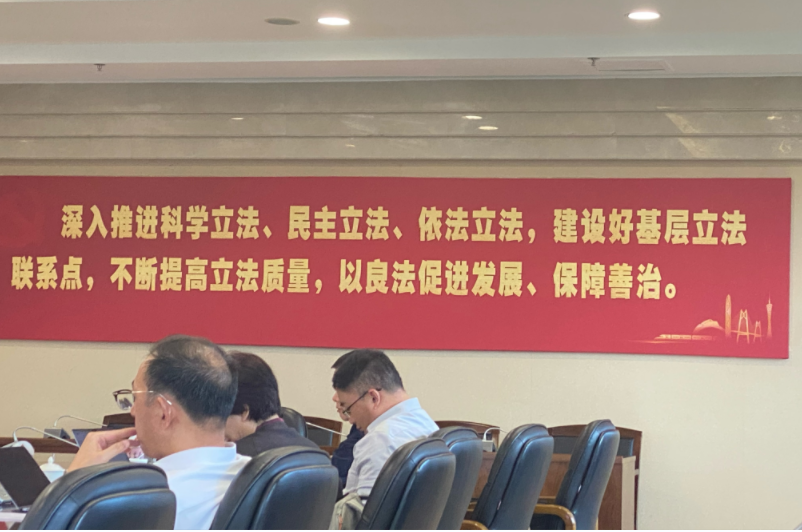 深入推进科学立法、民主立法、依法立法，建设好基层立法
联系点，不断提高立法质量，以良法促进发展、保障善治。